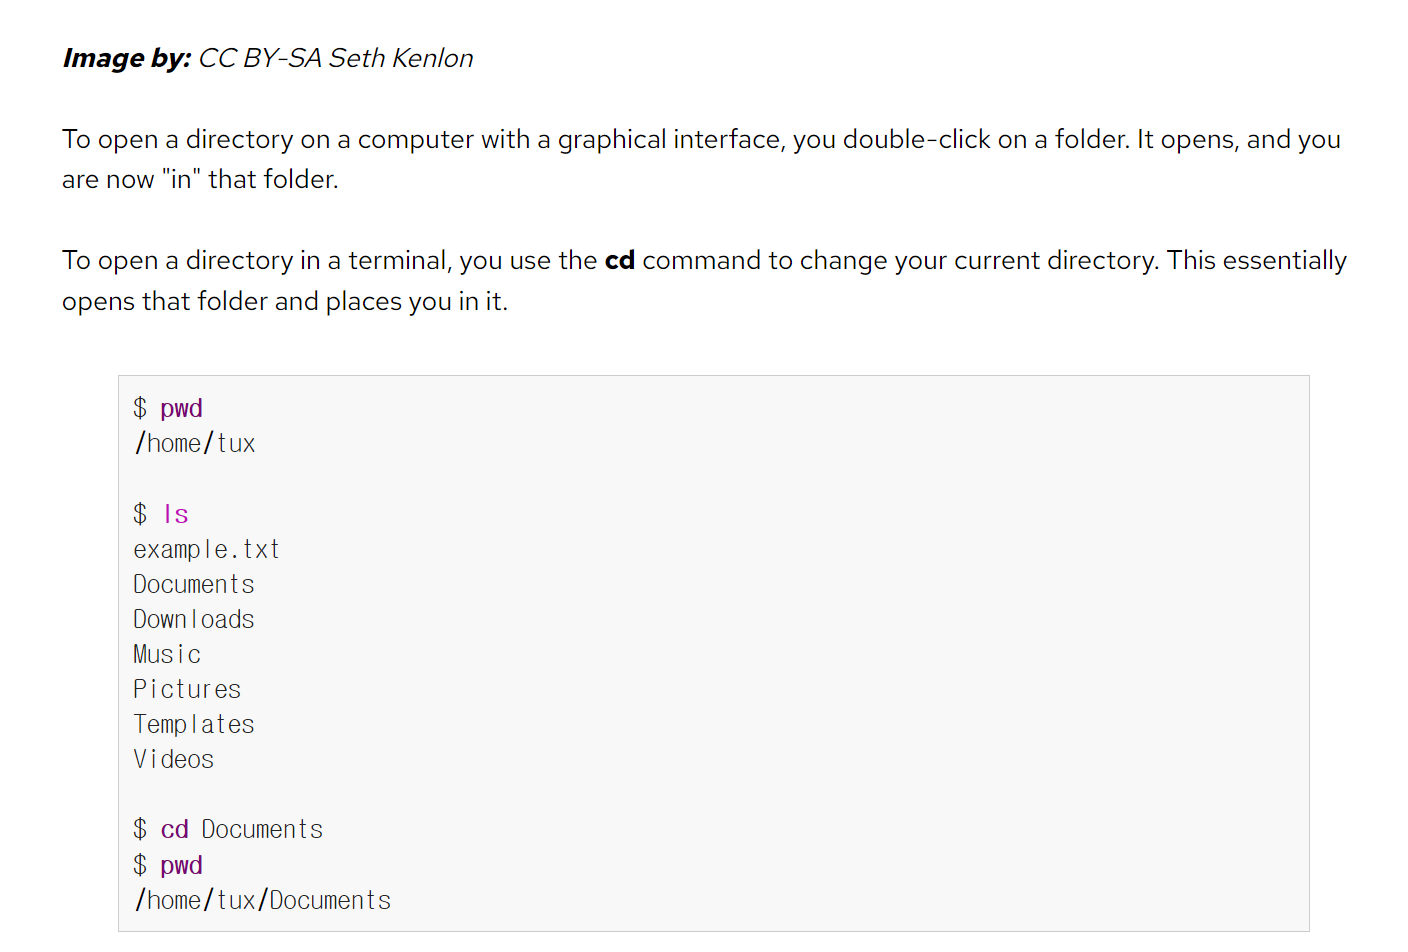 Image by: CC BY-SA Seth Kenlon
To open a directory on a computer with a graphical interface, you double-click on a folder. It opens, and you
are now "in" that folder.
To open a directory in a terminal, you use the cd command to change your current directory. This essentially
opens that folder and places you in it.
$ pwd
/home/tux
$ ls
example.txt
Documents
Downloads
Music
Pictures
Templates
Videos
$ cd Documents
$ pwd
/home/tux/Documents